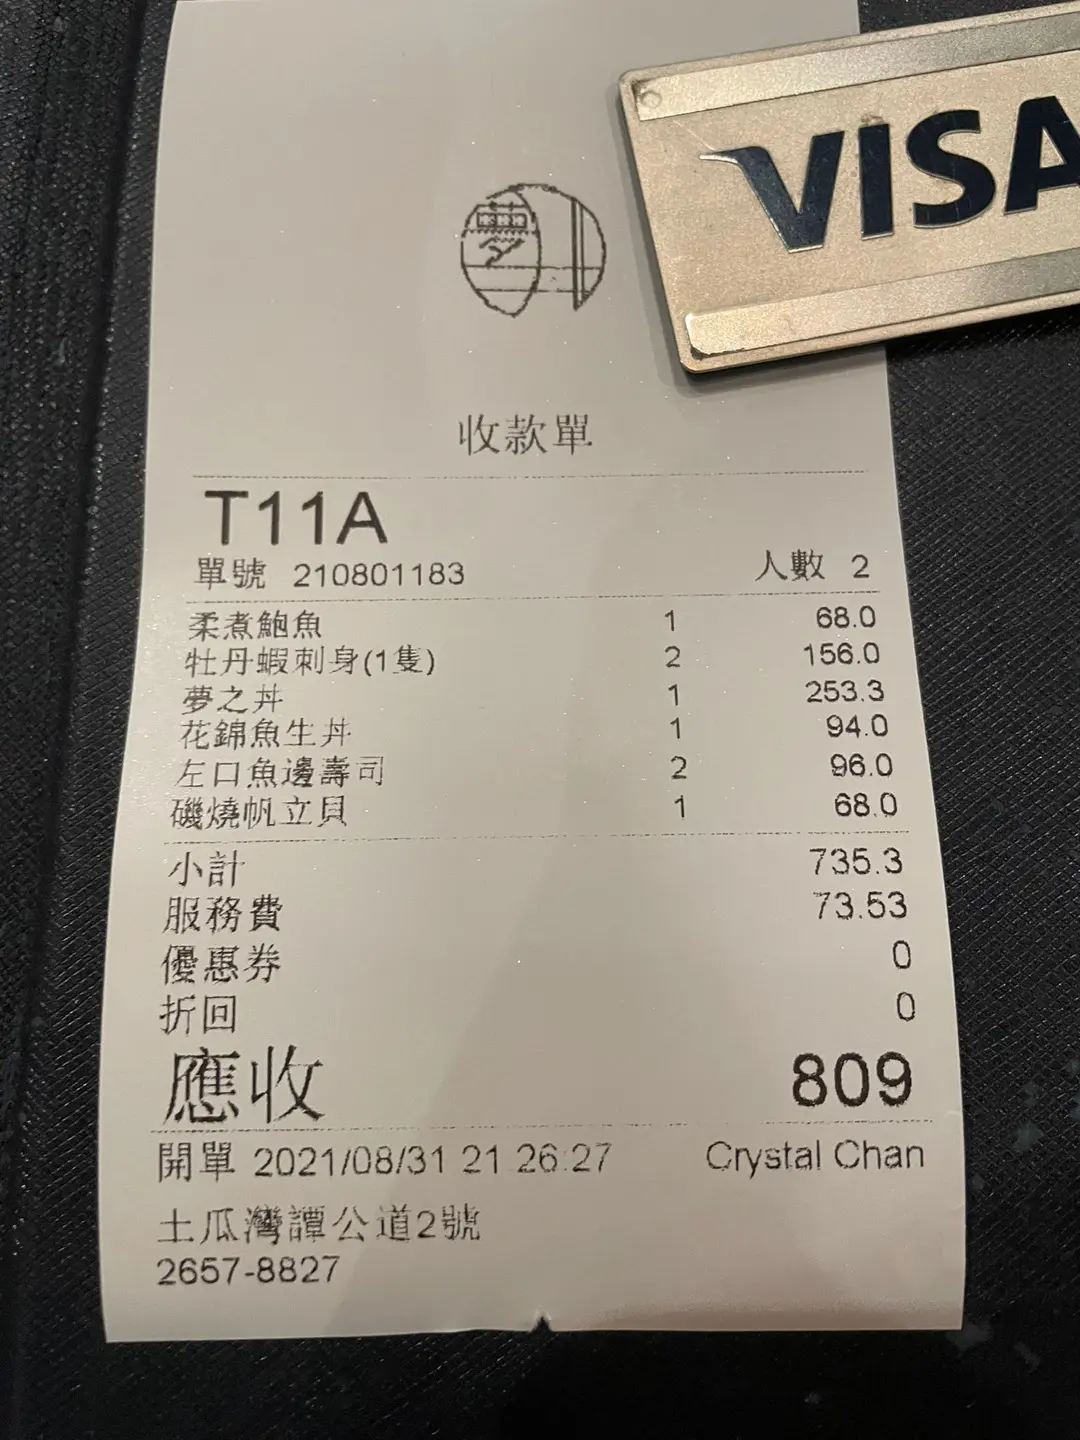 夢
VISA
收款單
T11A
單號 210801183 人數 2
柔煮鮑魚 1 68.0
牡丹蝦刺身(1隻) 2 156.0
夢之丼 1 253.3
花錦魚生丼 1 94.0
左口魚邊壽司 2 96.0
磯燒帆立貝 1 68.0
小計 735.3
服務費 73.53
優惠券 0
折回 0
應收 809
開單 2021/08/31 21 26:27 Crystal Chan
土瓜灣譚公道2號
2657-8827